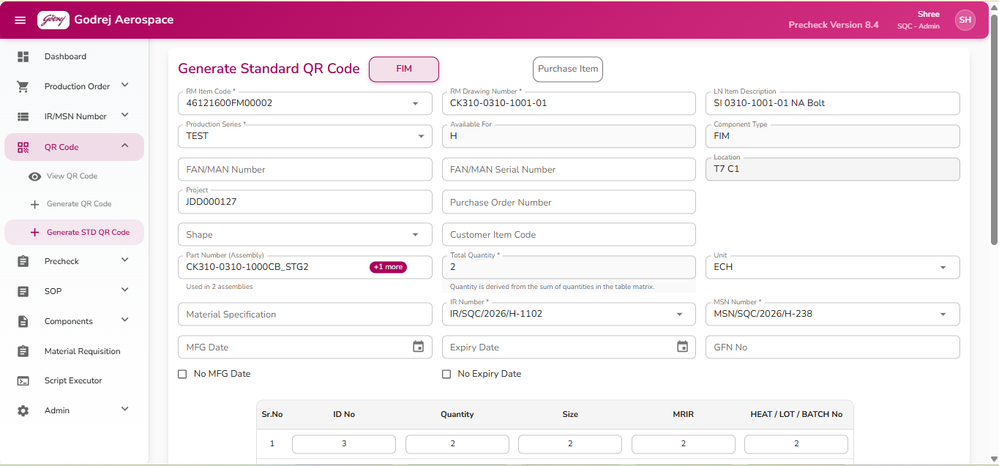 Godrej
Godrej Aerospace
Precheck Version 8.4
Shree
SQC - Admin
SH
Dashboard
Production Order
IR/MSN Number
QR Code
View QR Code
Generate QR Code
Generate STD QR Code
Precheck
SOP
Components
Material Requisition
Script Executor
Admin
Generate Standard QR Code
FIM
Purchase Item
RM Item Code *
46121600FM00002
RM Drawing Number *
CK310-0310-1001-01
LN Item Description
SI 0310-1001-01 NA Bolt
Production Series *
TEST
Available For
H
Component Type
FIM
FAN/MAN Number
FAN/MAN Serial Number
Location
T7 C1
Project
JDD000127
Purchase Order Number
Shape
Customer Item Code
Part Number (Assembly)
CK310-0310-1000CB_STG2
+1 more
Used in 2 assemblies
Total Quantity *
2
Quantity is derived from the sum of quantities in the table matrix.
Unit
ECH
Material Specification
IR Number *
IR/SQC/2026/H-1102
MSN Number *
MSN/SQC/2026/H-238
MFG Date
Expiry Date
GFN No
No MFG Date
No Expiry Date
Sr.No ID No Quantity Size MRIR HEAT / LOT / BATCH No
1 3 2 2 2 2